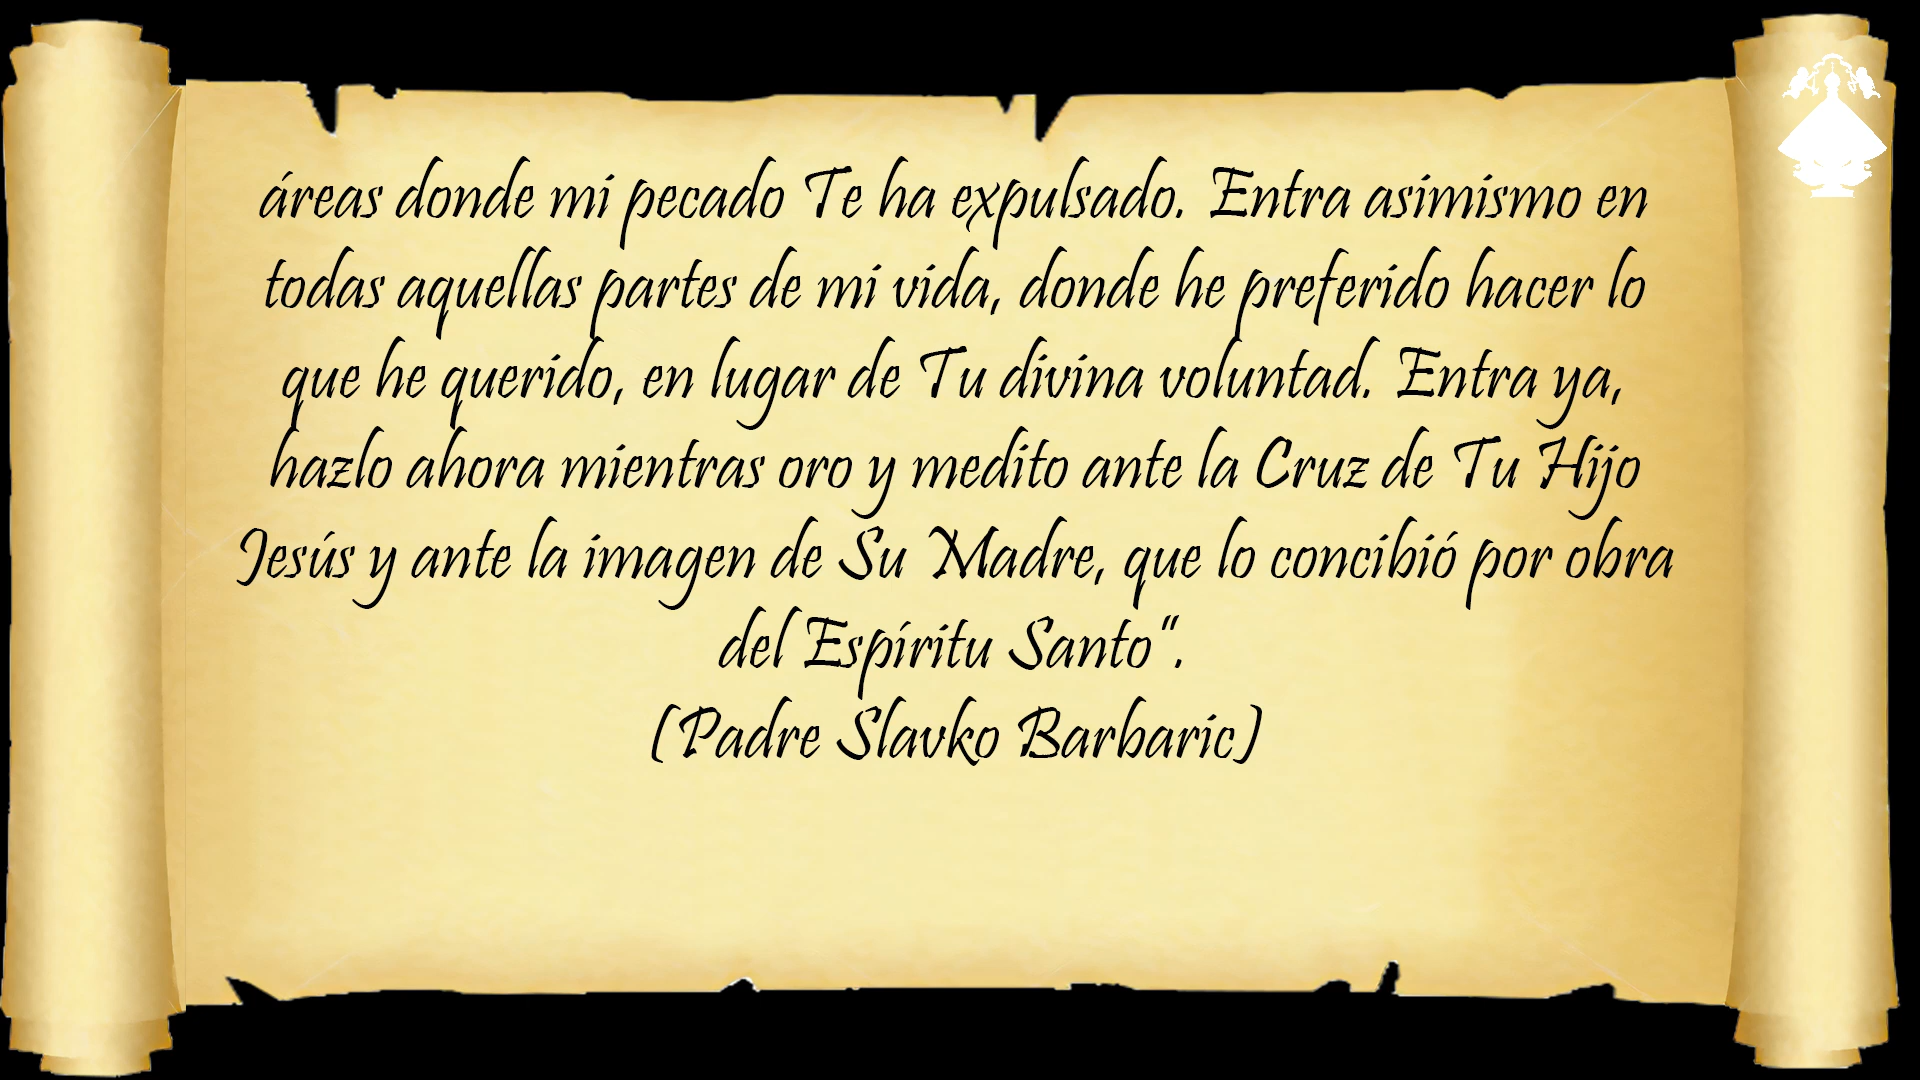 áreas donde mi pecado Te ha expulsado. Entra asimismo en
todas aquellas partes de mi vida, donde he preferido hacer lo
que he querido, en lugar de Tu divina voluntad. Entra ya,
hazlo ahora mientras oro y medito ante la Cruz de Tu Hijo
Jesús y ante la imagen de Su Madre, que lo concibió por obra
del Espíritu Santo“.
(Padre Slavko Barbaric)